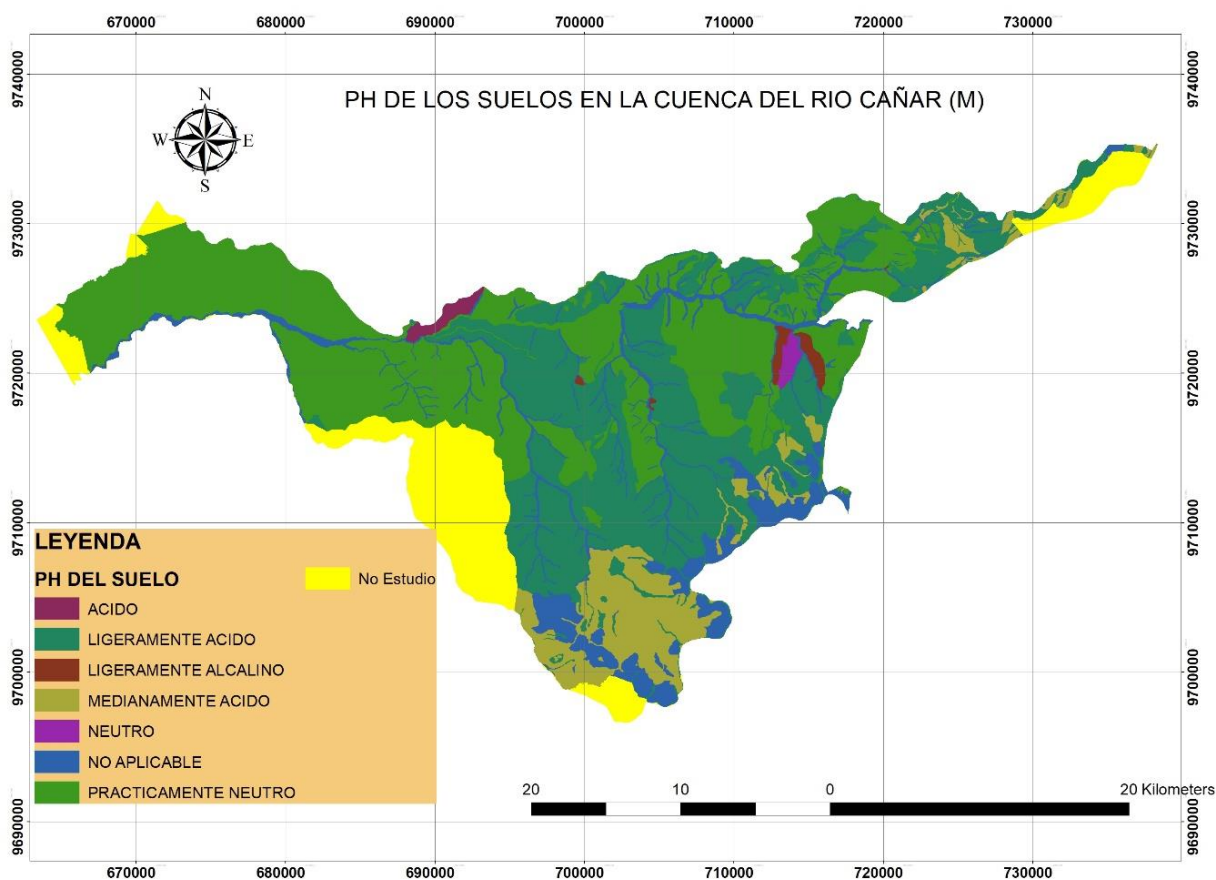 670000 680000 690000 700000 710000 720000 730000
9740000 9740000
PH DE LOS SUELOS EN LA CUENCA DEL RIO CAÑAR (M)
N
W E
S
9730000 9730000
9720000 9720000
9710000 9710000
LEYENDA
PH DEL SUELO
No Estudio
ACIDO
LIGERAMENTE ACIDO
LIGERAMENTE ALCALINO
MEDIANAMENTE ACIDO
NEUTRO
NO APLICABLE
PRACTICAMENTE NEUTRO
9700000 9700000
20 10 0 20 Kilometers
9690000 9690000
670000 680000 690000 700000 710000 720000 730000